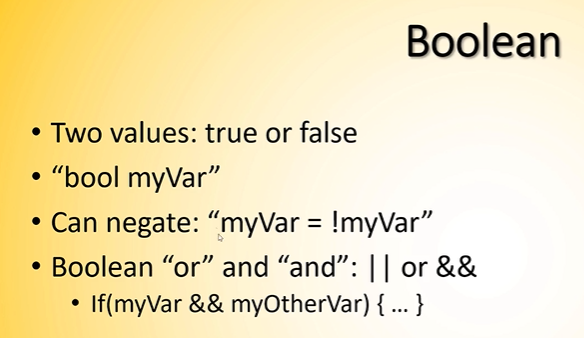 Boolean
• Two values: true or false
• “bool myVar”
• Can negate: “myVar = !myVar”
• Boolean “or” and “and”: || or &&
• If(myVar && myOtherVar) { … }